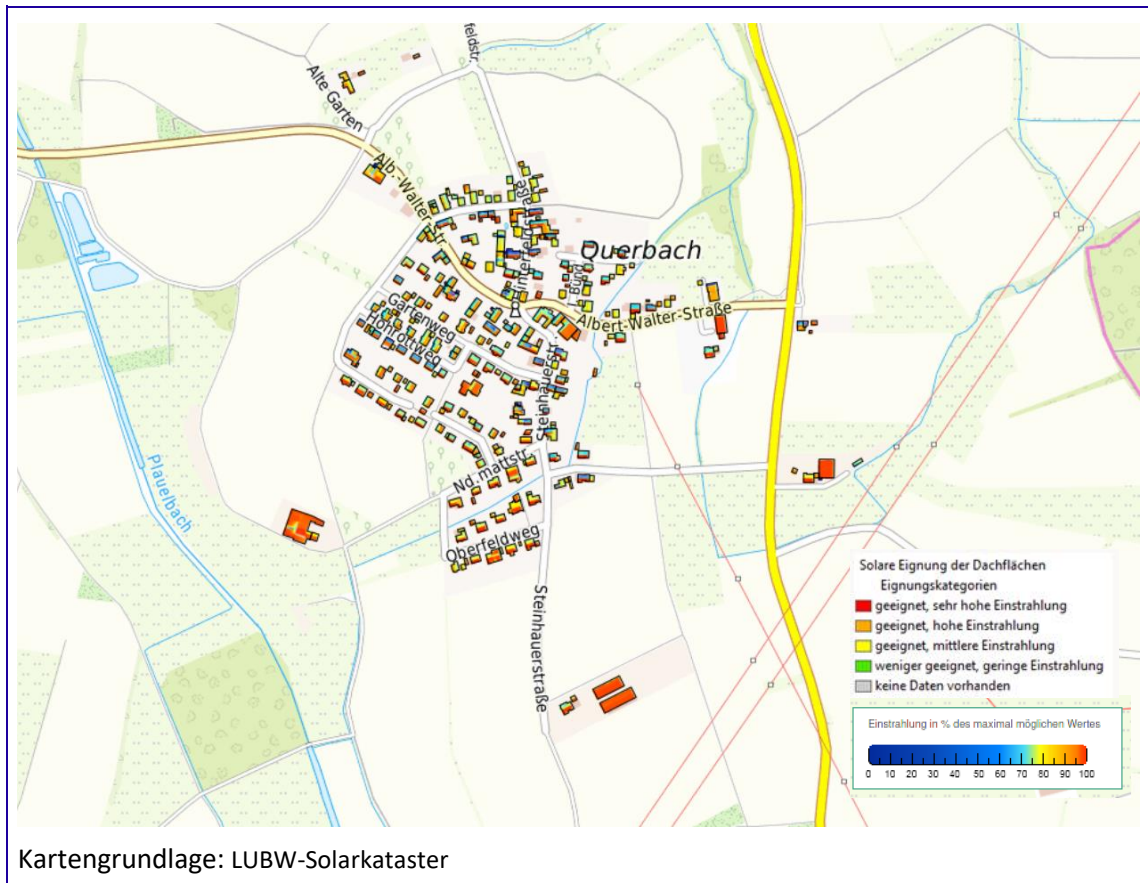 feldstr.
Alte Garten
Alb.-Walter-Str.
Querbach
Bünd
Albert-Walter-Straße
Gartenweg
Hohrottweg
Steinhauerstr.
Plauelbach
Nd.mattstr.
Oberfeldweg
Steinhauerstraße
Solare Eignung der Dachflächen
Eignungskategorien
geeignet, sehr hohe Einstrahlung
geeignet, hohe Einstrahlung
geeignet, mittlere Einstrahlung
weniger geeignet, geringe Einstrahlung
keine Daten vorhanden
Einstrahlung in % des maximal möglichen Wertes
0 10 20 30 40 50 60 70 80 90 100
Kartengrundlage: LUBW-Solarkataster